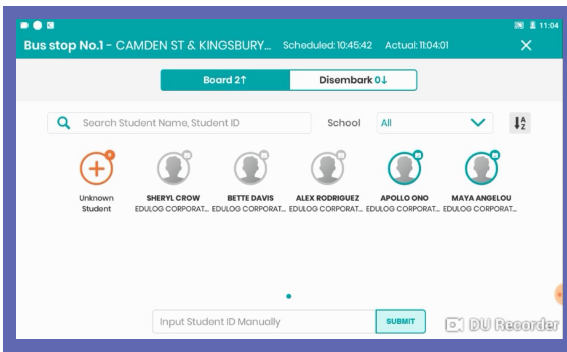 11:04
Bus stop No.1 - CAMDEN ST & KINGSBURY... Scheduled: 10:45:42 Actual: 11:04:01
Board 2↑ Disembark 0↓
Search Student Name, Student ID School All
Unknown Student
SHERYL CROW
EDULOG CORPORAT...
BETTE DAVIS
EDULOG CORPORAT...
ALEX RODRIGUEZ
EDULOG CORPORAT...
APOLLO ONO
EDULOG CORPORAT...
MAYA ANGELOU
EDULOG CORPORAT...
Input Student ID Manually SUBMIT
DU Recorder